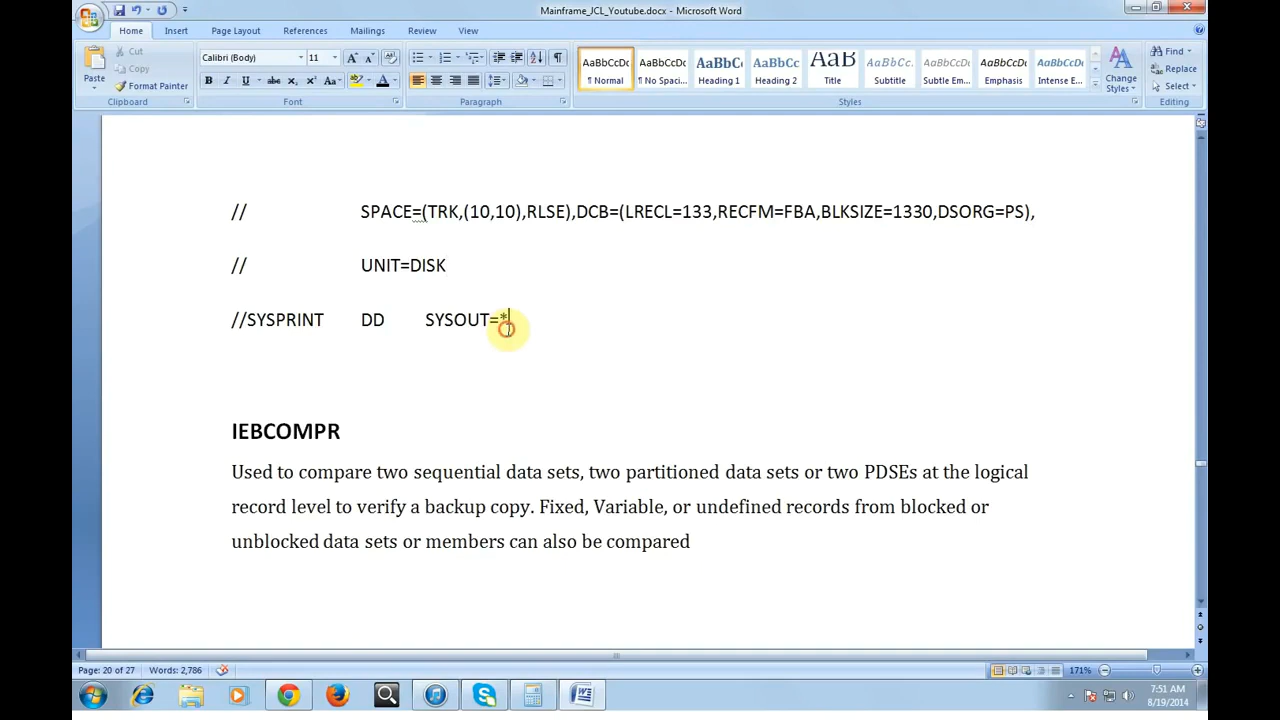 Mainframe_JCL_Youtube.docx - Microsoft Word
Home Insert Page Layout References Mailings Review View
Cut
Copy
Format Painter
Paste
Clipboard
Calibri (Body) 11
Font
Paragraph
AaBbCcDc AaBbCcDc AaBbC AaBbCc AaB AaBbCc. AaBbCcDc AaBbCcDc AaBbCcDc
¶ Normal ¶ No Spaci... Heading 1 Heading 2 Title Subtitle Subtle Em... Emphasis Intense E...
Styles
Change Styles
Find
Replace
Select
Editing
// SPACE=(TRK,(10,10),RLSE),DCB=(LRECL=133,RECFM=FBA,BLKSIZE=1330,DSORG=PS),
// UNIT=DISK
//SYSPRINT DD SYSOUT=*
IEBCOMPR
Used to compare two sequential data sets, two partitioned data sets or two PDSEs at the logical
record level to verify a backup copy. Fixed, Variable, or undefined records from blocked or
unblocked data sets or members can also be compared
Page: 20 of 27 Words: 2,786 171%
7:51 AM
8/19/2014